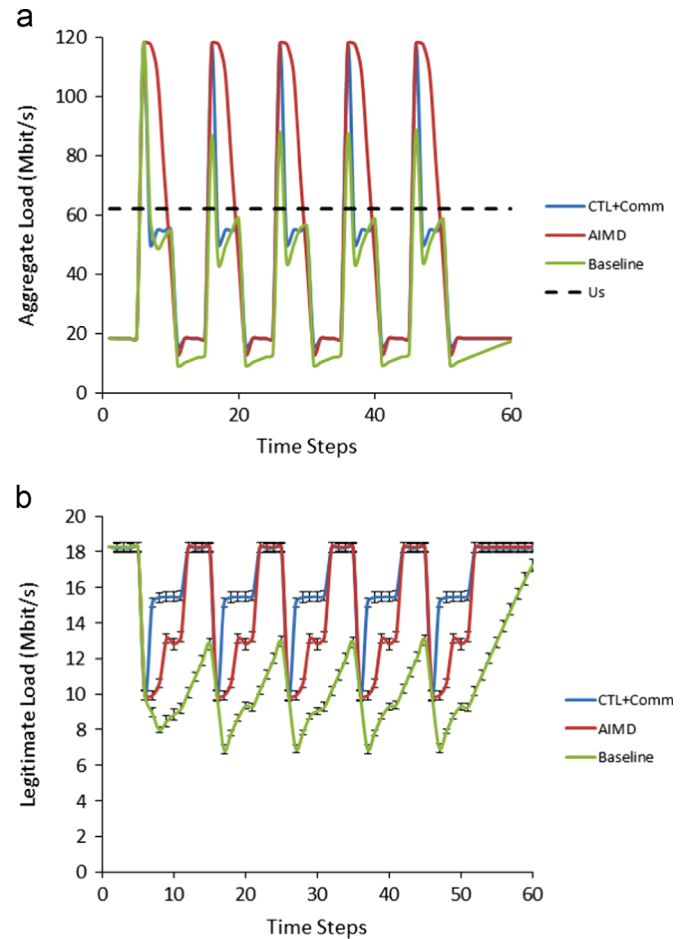 a
120
100
80
60
40
20
0
Aggregate Load (Mbit/s)
0 20 40 60
Time Steps
CTL+Comm
AIMD
Baseline
Us
b
20
18
16
14
12
10
8
6
4
2
0
Legitimate Load (Mbit/s)
0 10 20 30 40 50 60
Time Steps
CTL+Comm
AIMD
Baseline